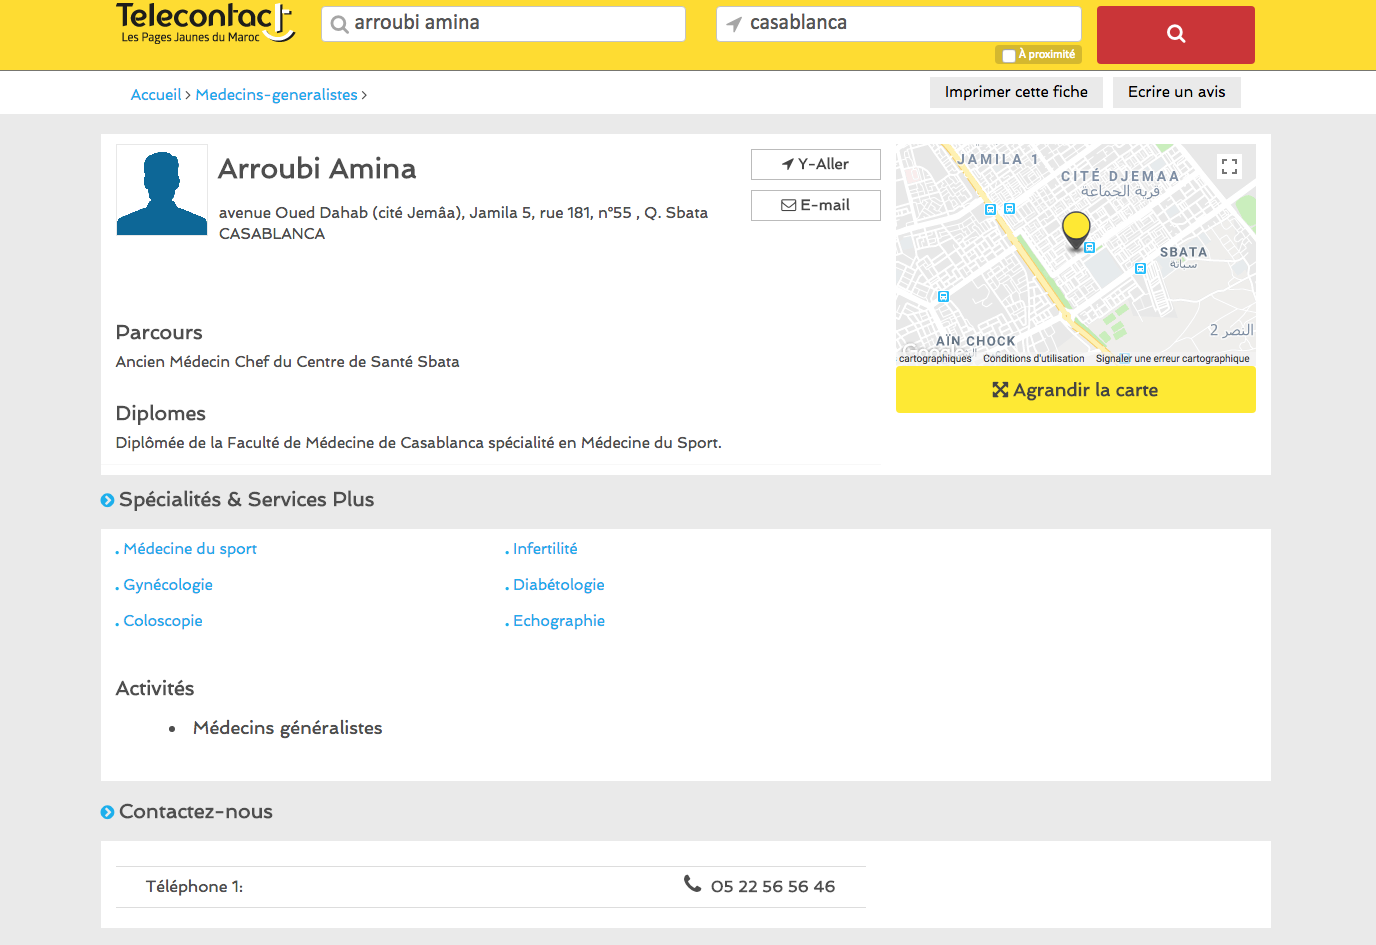 Telecontact
Les Pages Jaunes du Maroc
arroubi amina
casablanca
À proximité
Accueil > Medecins-generalistes >
Imprimer cette fiche
Ecrire un avis
Arroubi Amina
avenue Oued Dahab (cité Jemâa), Jamila 5, rue 181, n°55 , Q. Sbata
CASABLANCA
Y-Aller
E-mail
JAMILA 1
CITÉ DJEMAA
قرية الجماعة
SBATA
سباتة
النصر 2
AÏN CHOCK
Google
cartographiques Conditions d'utilisation Signaler une erreur cartographique
Agrandir la carte
Parcours
Ancien Médecin Chef du Centre de Santé Sbata
Diplomes
Diplômée de la Faculté de Médecine de Casablanca spécialité en Médecine du Sport.
Spécialités & Services Plus
. Médecine du sport
. Infertilité
. Gynécologie
. Diabétologie
. Coloscopie
. Echographie
Activités
• Médecins généralistes
Contactez-nous
Téléphone 1:
05 22 56 56 46